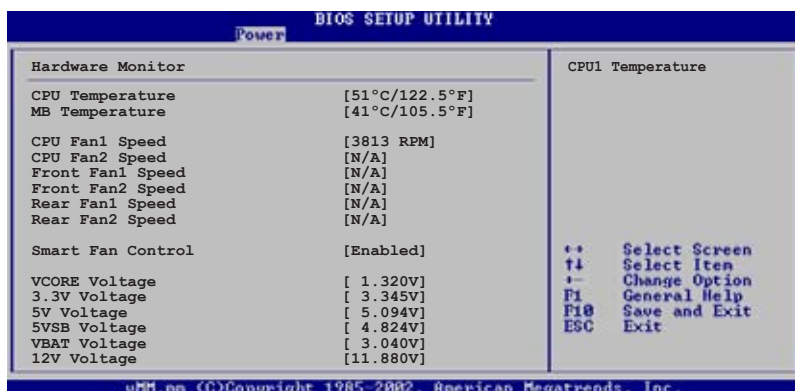 BIOS SETUP UTILITY
Power
Hardware Monitor
CPU Temperature [51°C/122.5°F]
MB Temperature [41°C/105.5°F]
CPU Fan1 Speed [3813 RPM]
CPU Fan2 Speed [N/A]
Front Fan1 Speed [N/A]
Front Fan2 Speed [N/A]
Rear Fan1 Speed [N/A]
Rear Fan2 Speed [N/A]
Smart Fan Control [Enabled]
VCORE Voltage [ 1.320V]
3.3V Voltage [ 3.345V]
5V Voltage [ 5.094V]
5VSB Voltage [ 4.824V]
VBAT Voltage [ 3.040V]
12V Voltage [11.880V]
CPU1 Temperature
↔ Select Screen
↑↓ Select Item
+- Change Option
F1 General Help
F10 Save and Exit
ESC Exit
(C)Copyright 1985-2002, American Megatrends, Inc.